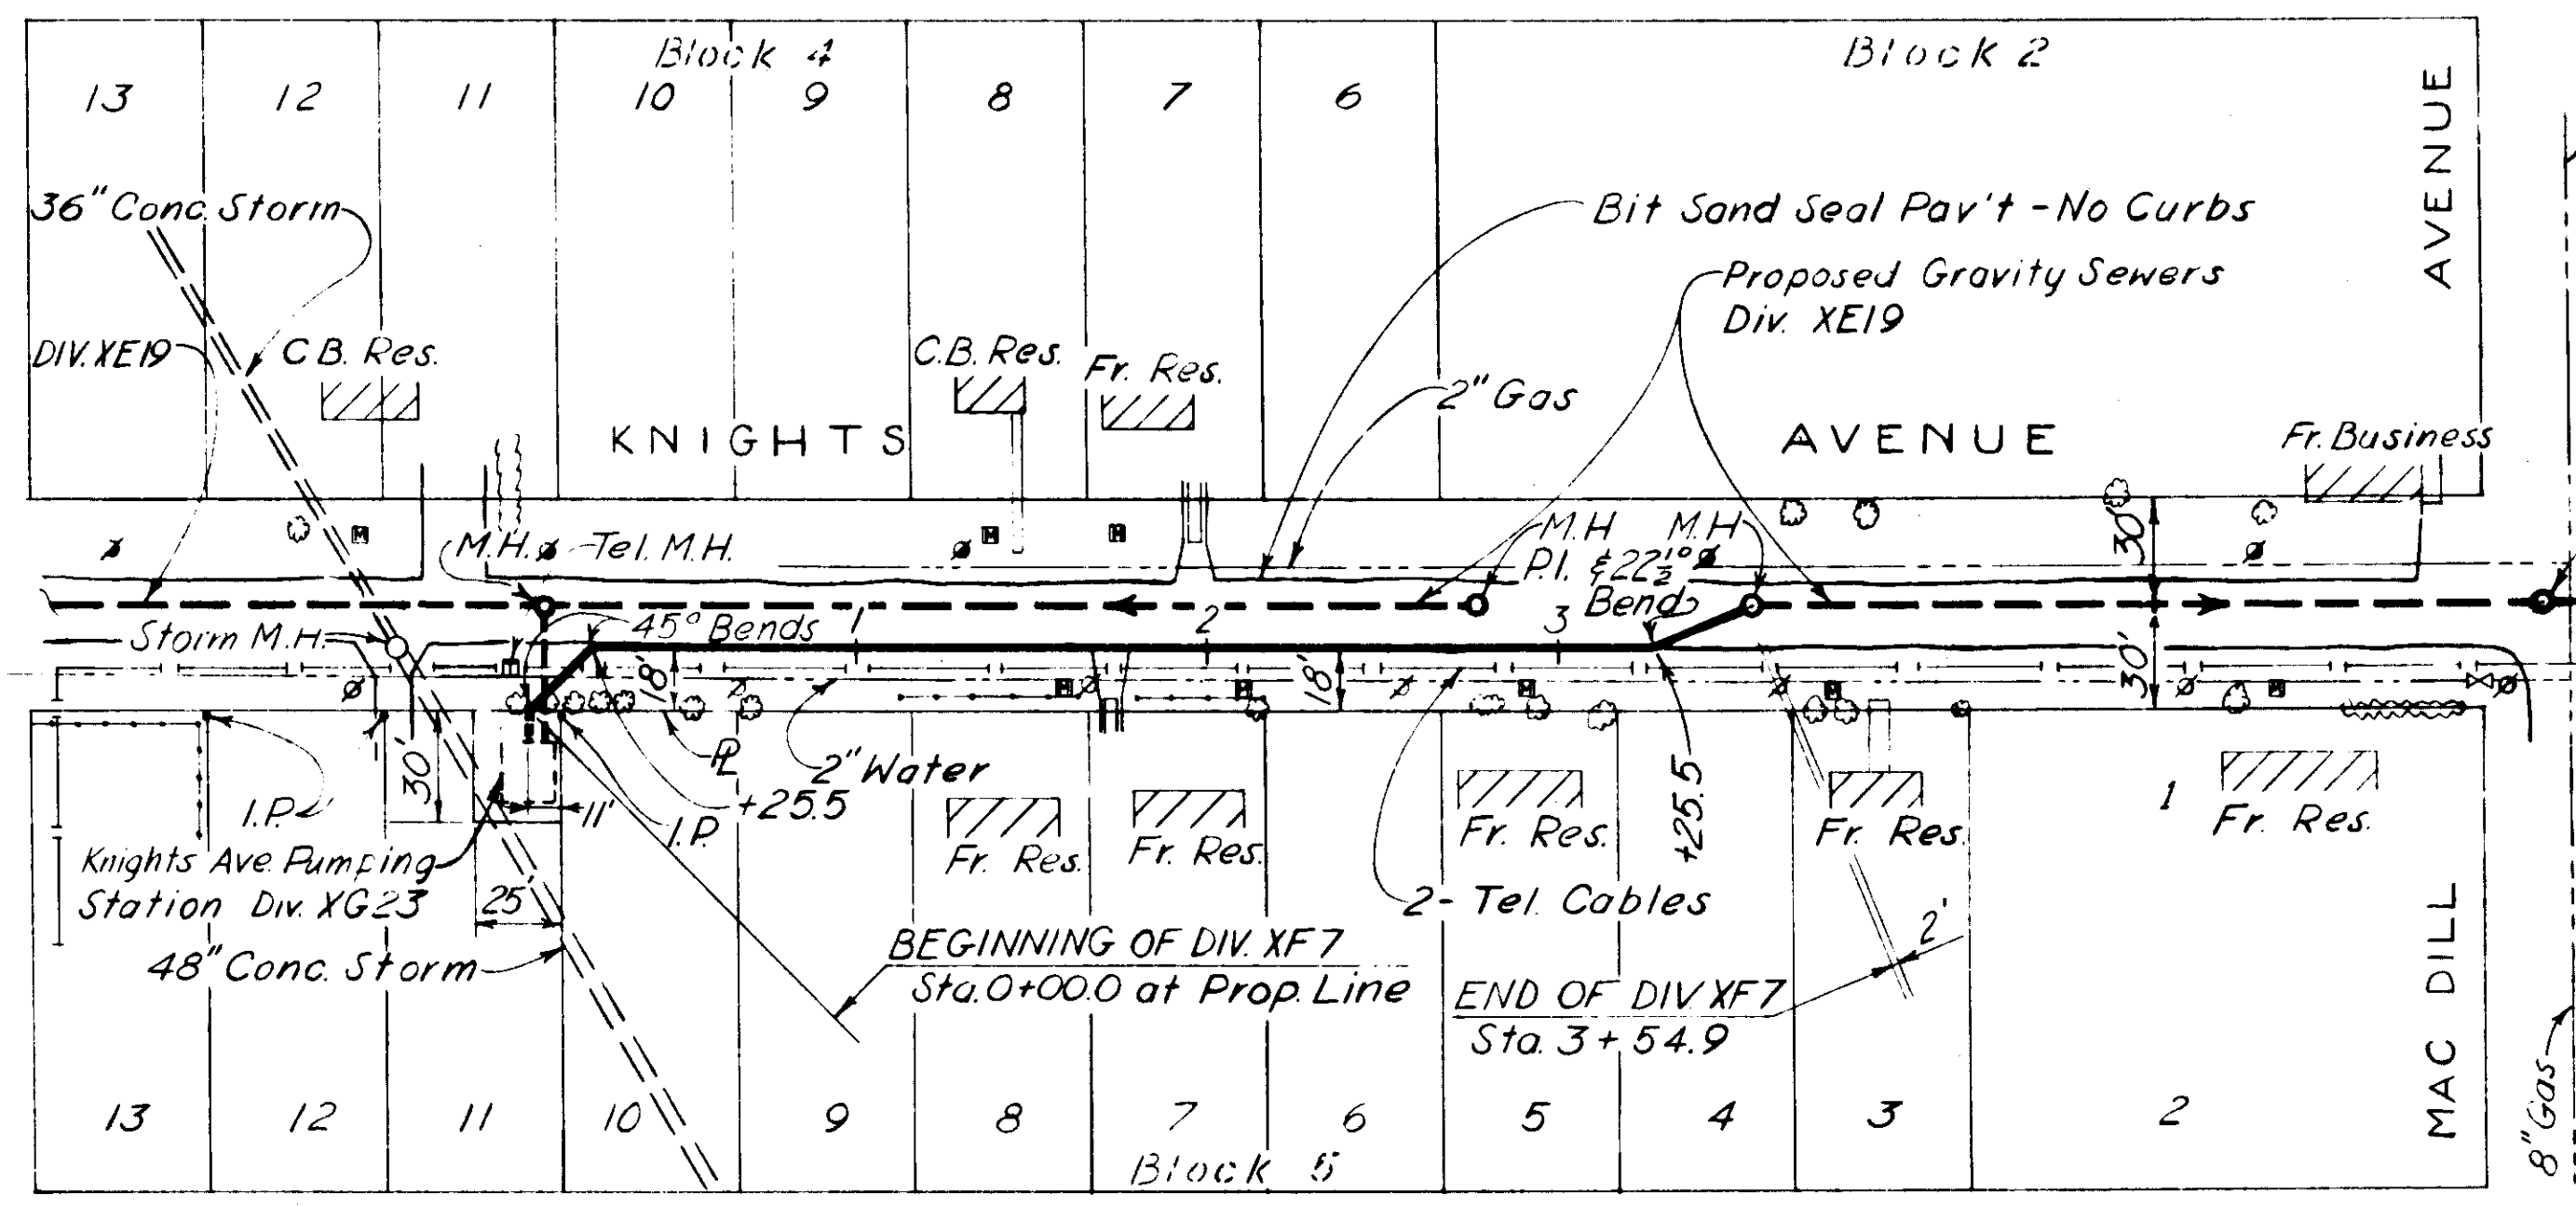 Block 4
Block 2
13 12 11 10 9 8 7 6
AVENUE
36" Conc. Storm
Bit Sand Seal Pav't - No Curbs
Proposed Gravity Sewers
Div. XE19
DIV. XE19
C.B. Res.
C.B. Res.
Fr. Res.
2" Gas
KNIGHTS
AVENUE
Fr. Business
M.H.
Tel. M.H.
M.H
M.H
P.I. & 22½°
Bend
30'
Storm M.H.
45° Bends
1
2
3
18'
18'
30'
30'
11'
I.P.
I.P.
PL
2" Water
+25.5
+25.5
Knights Ave. Pumping
Station Div. XG23
25'
48" Conc. Storm
Fr. Res.
Fr. Res.
Fr. Res.
Fr. Res.
1
Fr. Res.
2 - Tel. Cables
2'
BEGINNING OF DIV. XF7
Sta. 0+00.0 at Prop. Line
END OF DIV. XF7
Sta. 3+54.9
MAC DILL
8" Gas
13 12 11 10 9 8 7 6 5 4 3 2
Block 5